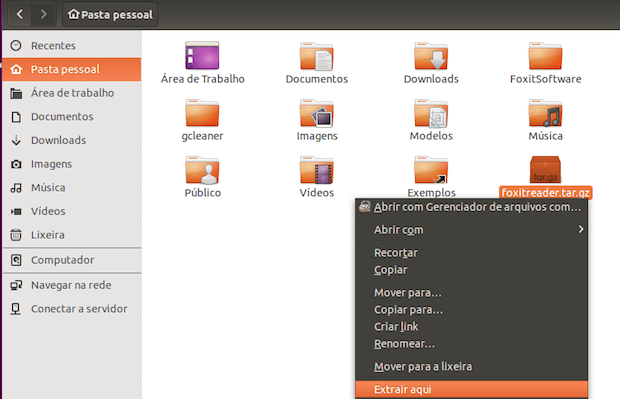 Pasta pessoal
Recentes
Pasta pessoal
Área de trabalho
Documentos
Downloads
Imagens
Música
Vídeos
Lixeira
Computador
Navegar na rede
Conectar a servidor
Área de Trabalho
Documentos
Downloads
FoxitSoftware
gcleaner
Imagens
Modelos
Música
Público
Vídeos
Exemplos
tar.gz
foxitreader.tar.gz
Abrir com Gerenciador de arquivos com...
Abrir com
Recortar
Copiar
Mover para...
Copiar para...
Criar link
Renomear...
Mover para a lixeira
Extrair aqui